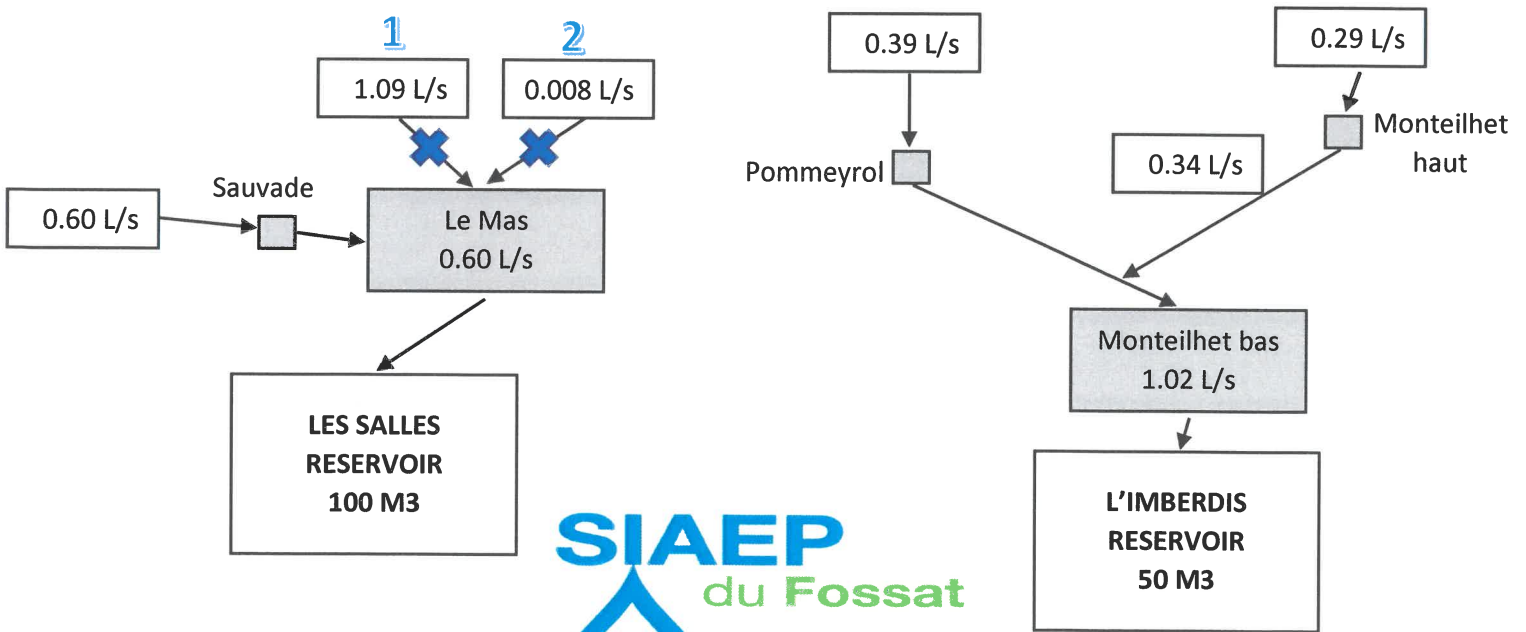 1
2
1.09 L/s
0.008 L/s
Sauvade
0.60 L/s
Le Mas
0.60 L/s
LES SALLES
RESERVOIR
100 M3
0.39 L/s
0.29 L/s
Pommeyrol
0.34 L/s
Monteilhet
haut
Monteilhet bas
1.02 L/s
L'IMBERDIS
RESERVOIR
50 M3
SIAEP
du Fossat